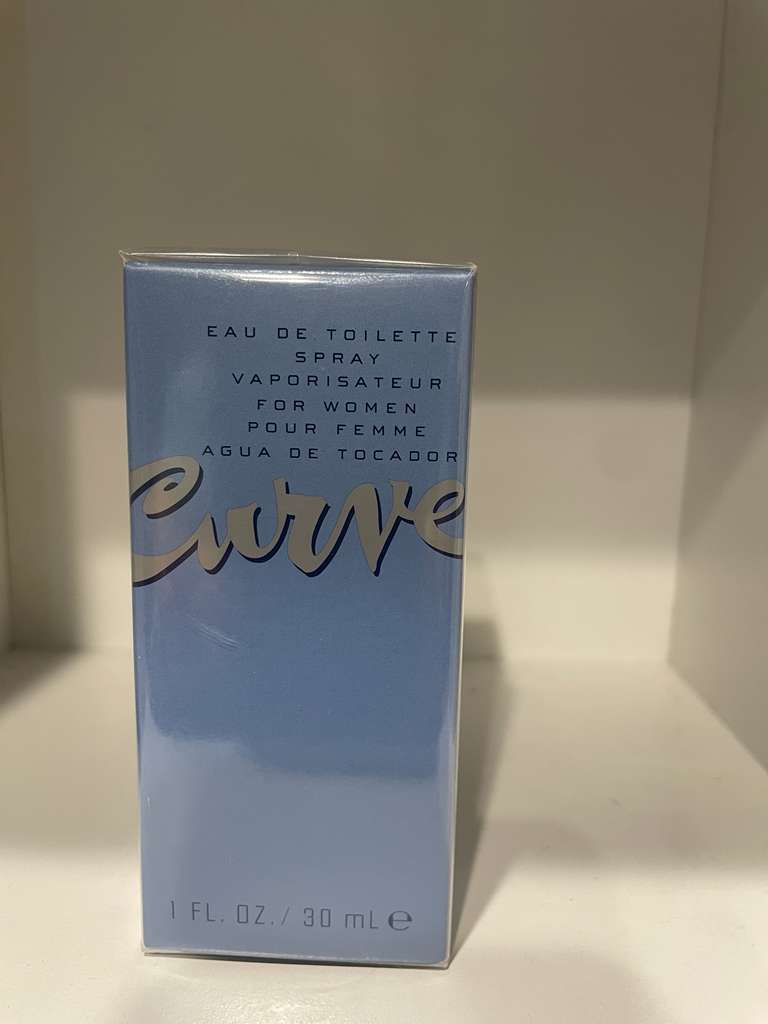 EAU DE TOILETTE
SPRAY
VAPORISATEUR
FOR WOMEN
POUR FEMME
AGUA DE TOCADOR
Curve
1 FL. OZ./ 30 mL ℮